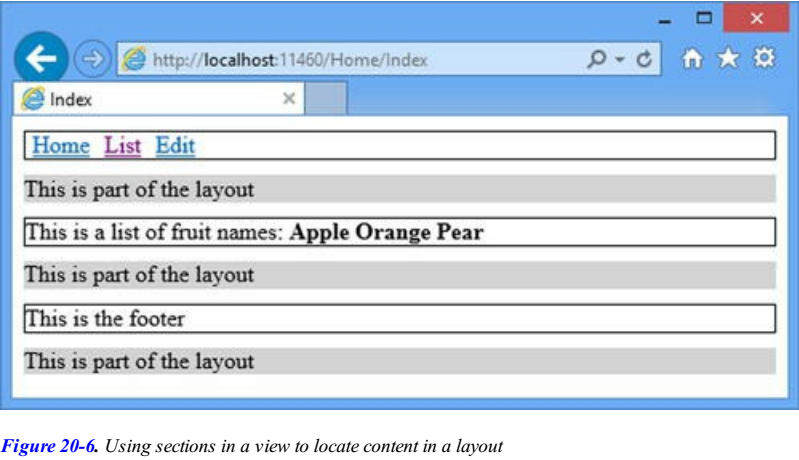 http://localhost:11460/Home/Index
Index
Home List Edit
This is part of the layout
This is a list of fruit names: Apple Orange Pear
This is part of the layout
This is the footer
This is part of the layout
Figure 20-6. Using sections in a view to locate content in a layout